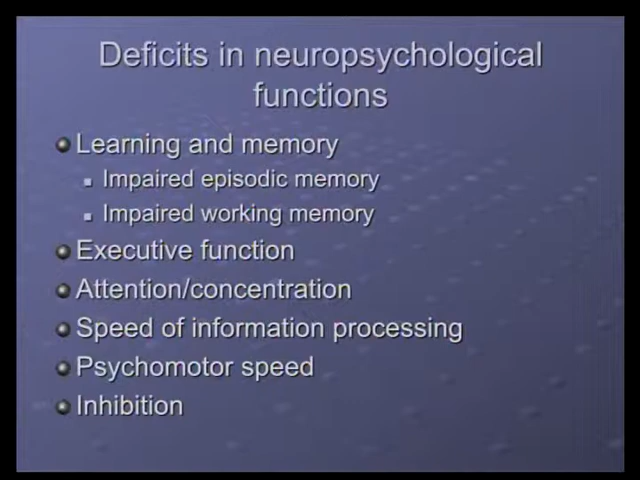 Deficits in neuropsychological
functions
Learning and memory
Impaired episodic memory
Impaired working memory
Executive function
Attention/concentration
Speed of information processing
Psychomotor speed
Inhibition